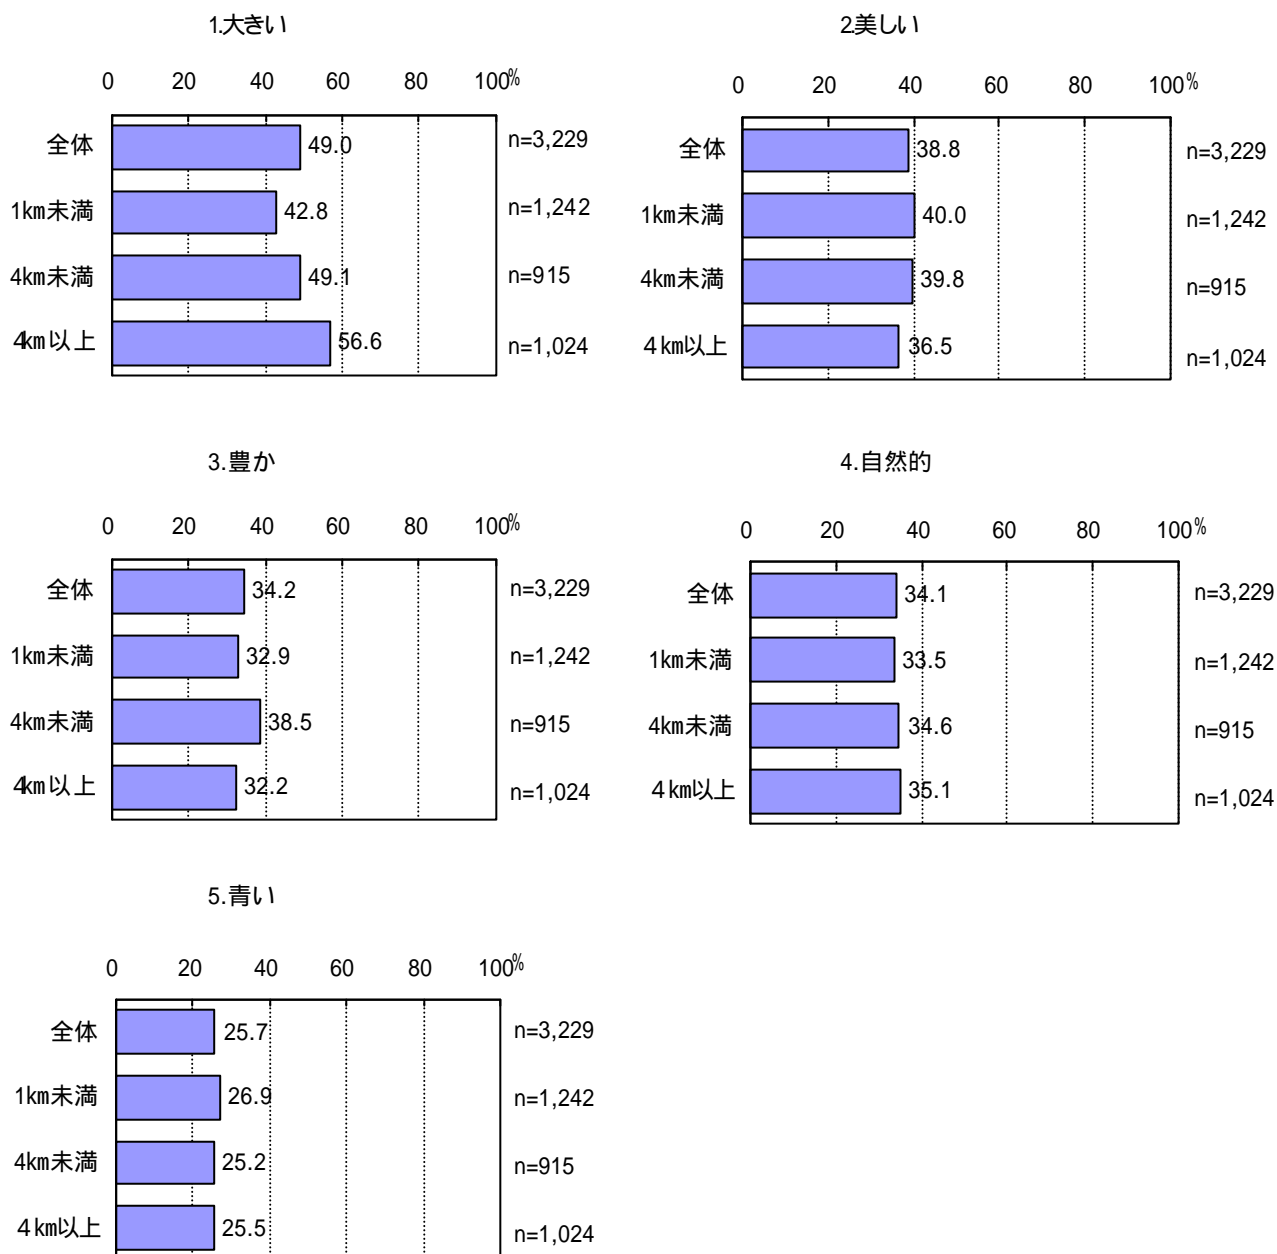 1.大きい
0 20 40 60 80 100%
全体 49.0 n=3,229
1km未満 42.8 n=1,242
4km未満 49.1 n=915
4km以上 56.6 n=1,024
2.美しい
0 20 40 60 80 100%
全体 38.8 n=3,229
1km未満 40.0 n=1,242
4km未満 39.8 n=915
4km以上 36.5 n=1,024
3.豊か
0 20 40 60 80 100%
全体 34.2 n=3,229
1km未満 32.9 n=1,242
4km未満 38.5 n=915
4km以上 32.2 n=1,024
4.自然的
0 20 40 60 80 100%
全体 34.1 n=3,229
1km未満 33.5 n=1,242
4km未満 34.6 n=915
4km以上 35.1 n=1,024
5.青い
0 20 40 60 80 100%
全体 25.7 n=3,229
1km未満 26.9 n=1,242
4km未満 25.2 n=915
4km以上 25.5 n=1,024